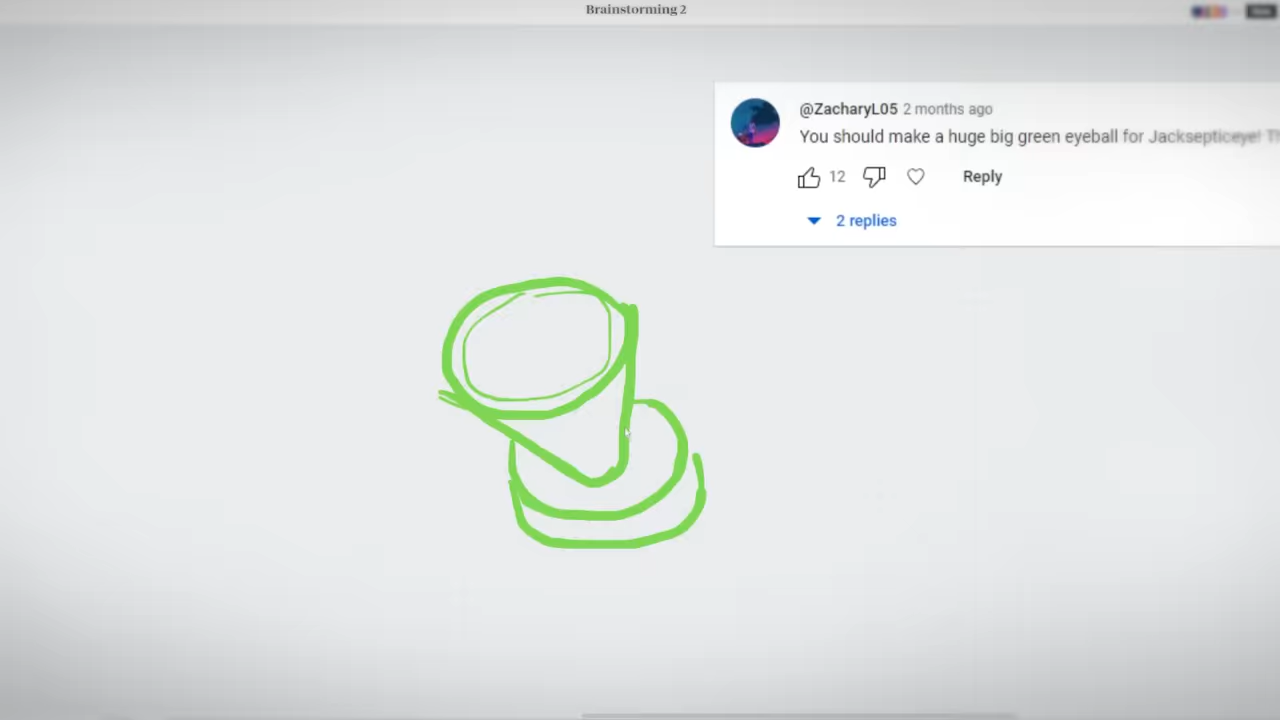 Brainstorming 2
@ZacharyL05 2 months ago
You should make a huge big green eyeball for Jacksepticeye!
12 Reply
2 replies